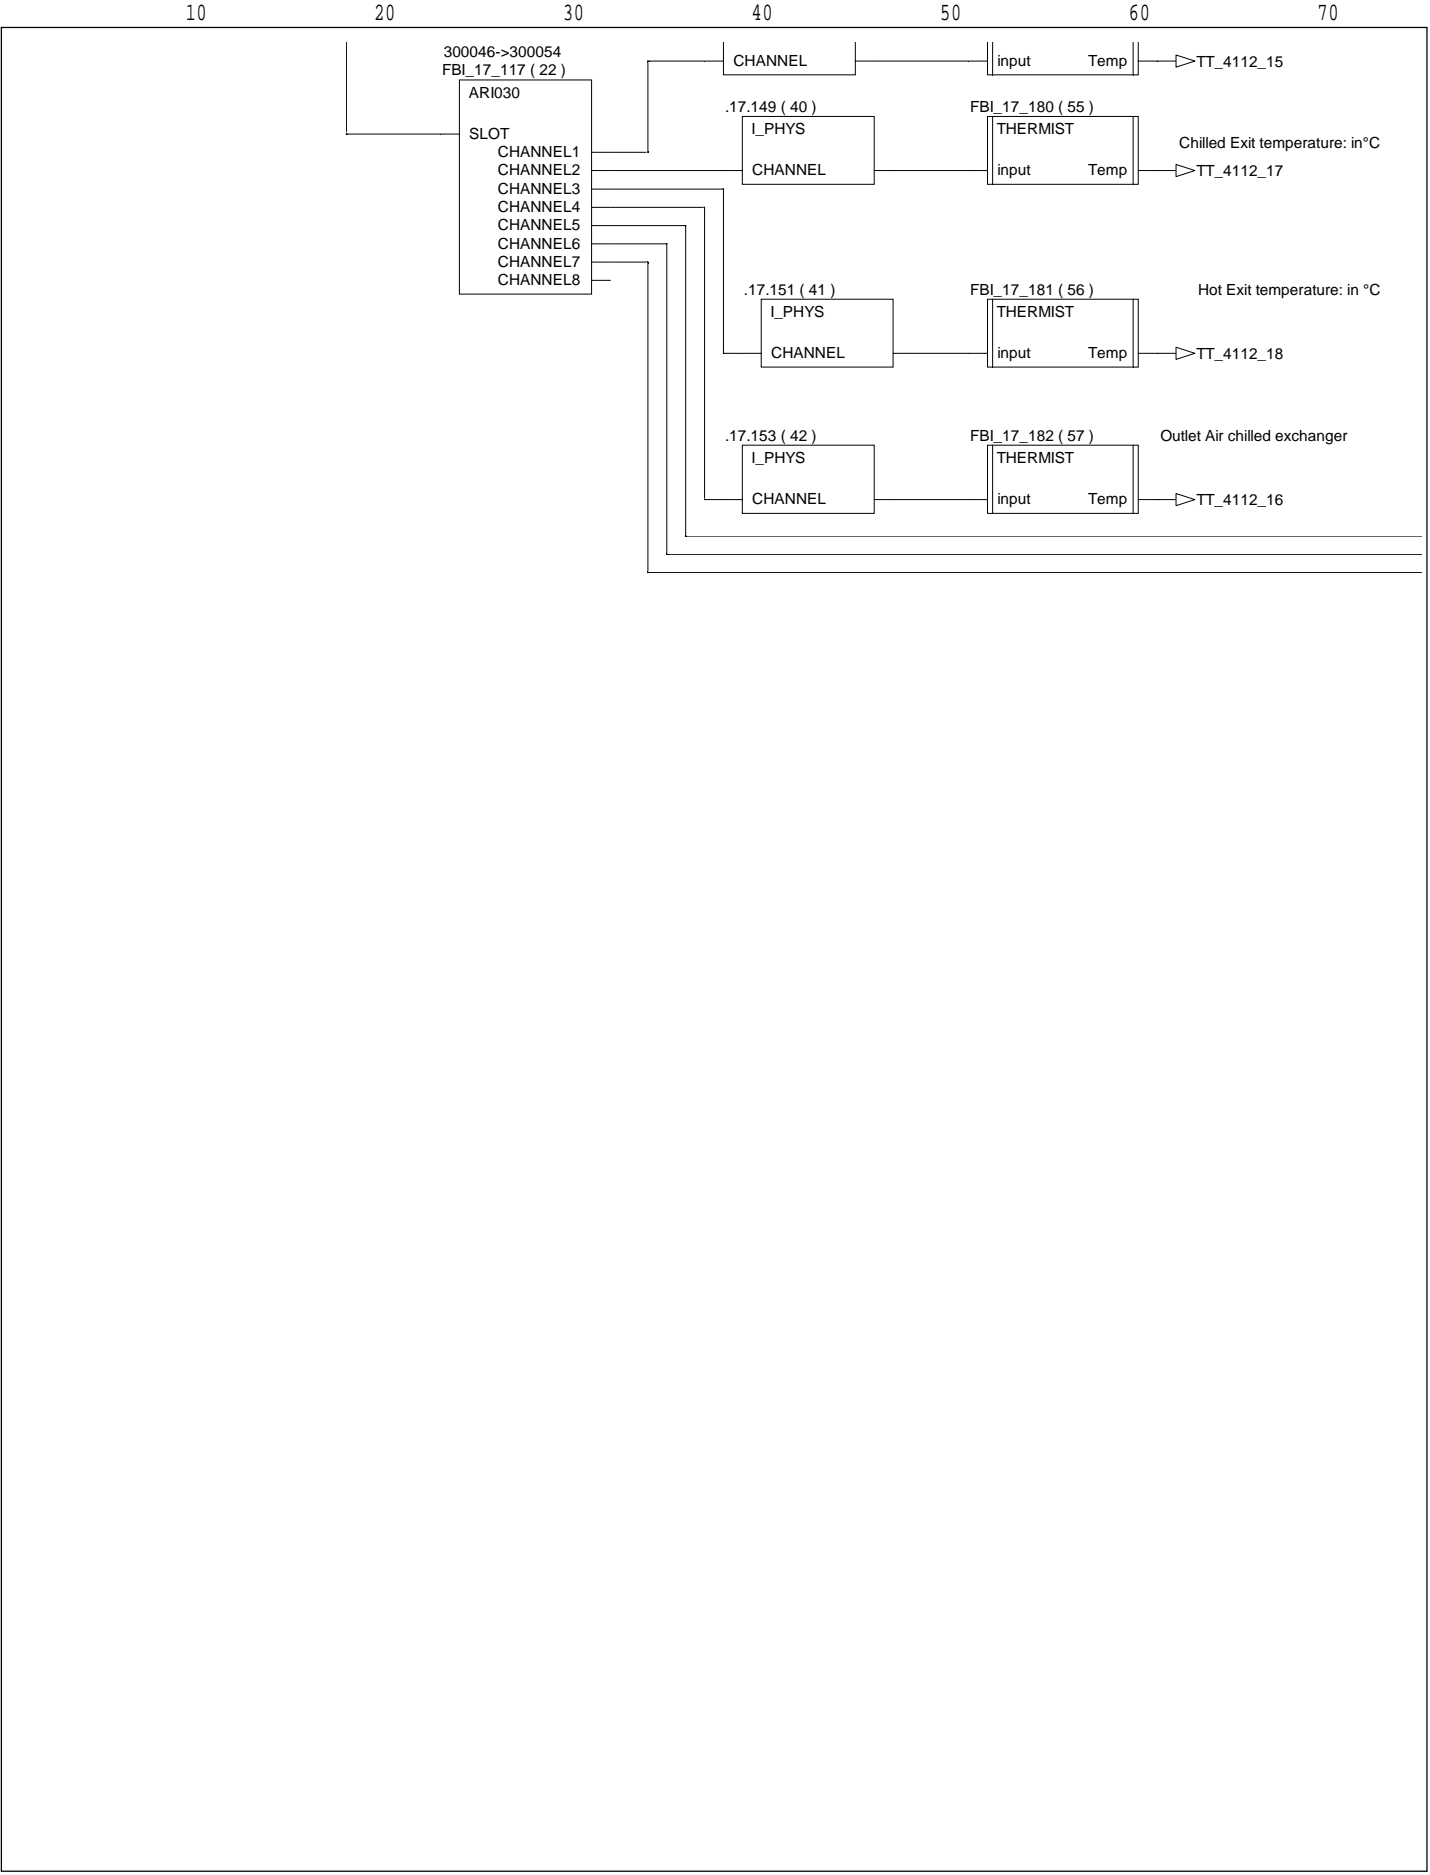 10 20 30 40 50 60 70
300046->300054
FBI_17_117 ( 22 )
ARI030
SLOT
CHANNEL1
CHANNEL2
CHANNEL3
CHANNEL4
CHANNEL5
CHANNEL6
CHANNEL7
CHANNEL8
CHANNEL
input Temp
TT_4112_15
.17.149 ( 40 )
I_PHYS
CHANNEL
FBI_17_180 ( 55 )
THERMIST
input Temp
Chilled Exit temperature: in°C
TT_4112_17
.17.151 ( 41 )
I_PHYS
CHANNEL
FBI_17_181 ( 56 )
THERMIST
input Temp
Hot Exit temperature: in °C
TT_4112_18
.17.153 ( 42 )
I_PHYS
CHANNEL
FBI_17_182 ( 57 )
THERMIST
input Temp
Outlet Air chilled exchanger
TT_4112_16